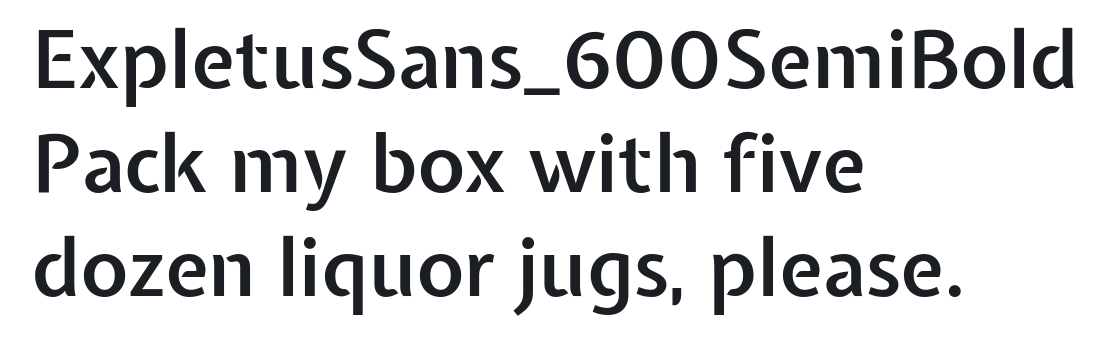 ExpletusSans_600SemiBold
Pack my box with five
dozen liquor jugs, please.